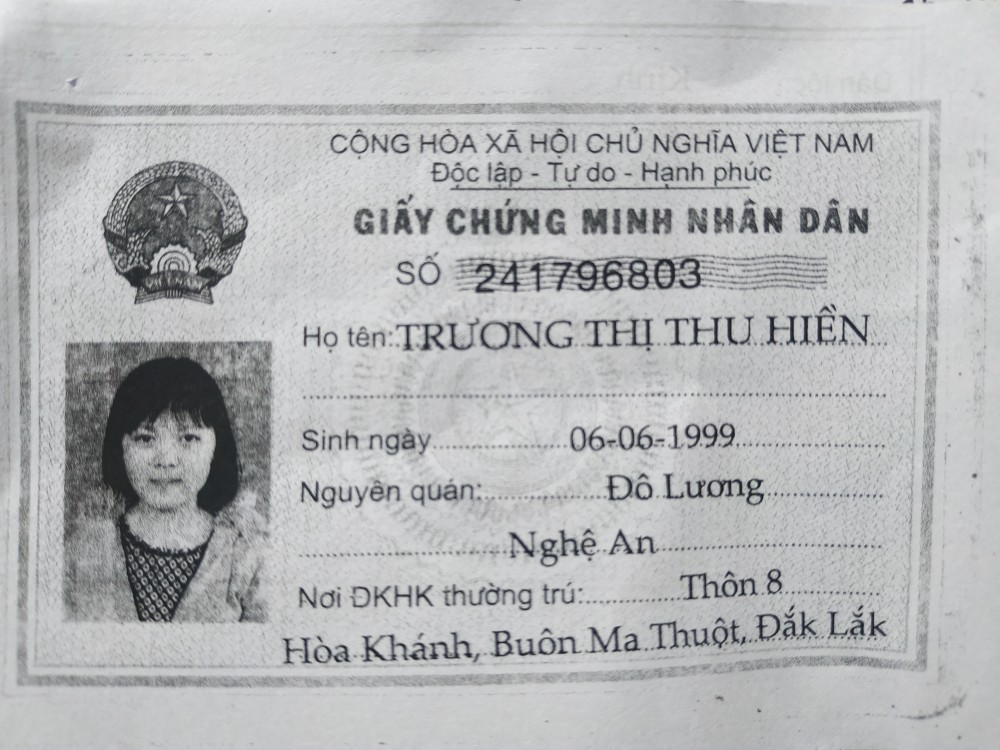 CỘNG HÒA XÃ HỘI CHỦ NGHĨA VIỆT NAM
Độc lập - Tự do - Hạnh phúc
GIẤY CHỨNG MINH NHÂN DÂN
SỐ 241796803
Họ tên: TRƯƠNG THỊ THU HIỀN
Sinh ngày 06-06-1999
Nguyên quán: Đô Lương
Nghệ An
Nơi ĐKHK thường trú: Thôn 8
Hòa Khánh, Buôn Ma Thuột, Đắk Lắk